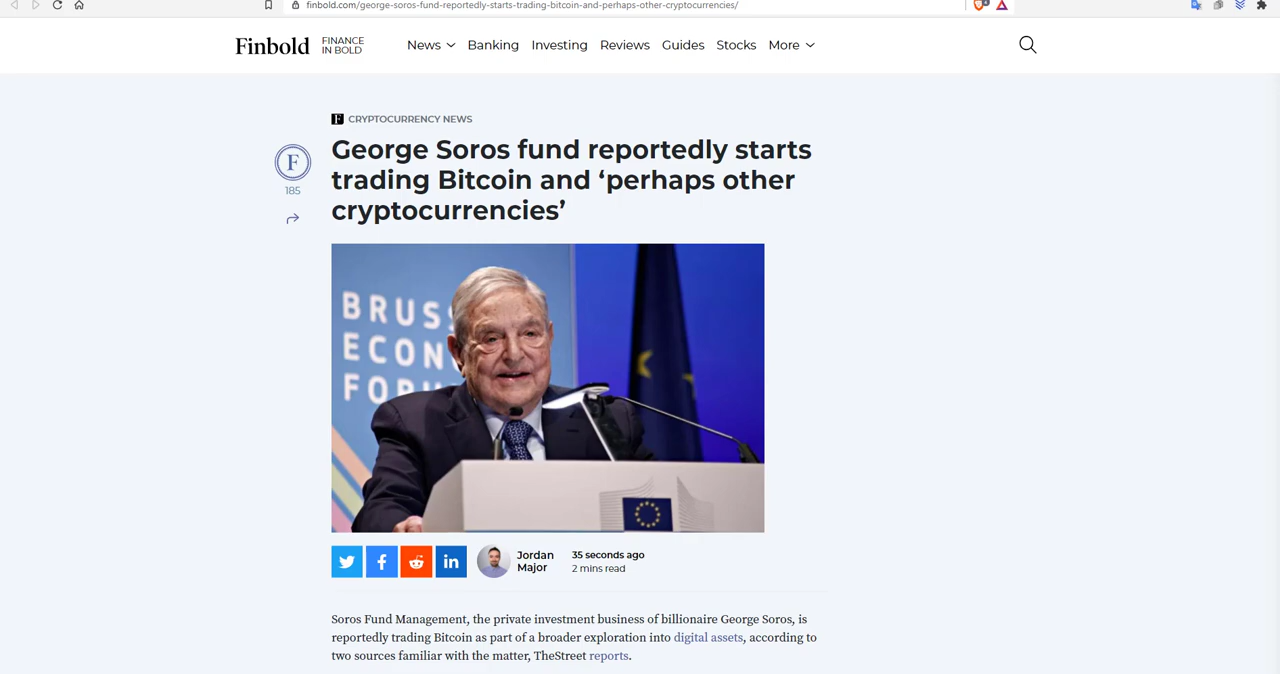 finbold.com/george-soros-fund-reportedly-starts-trading-bitcoin-and-perhaps-other-cryptocurrencies/
Finbold
FINANCE
IN BOLD
News
Banking
Investing
Reviews
Guides
Stocks
More
CRYPTOCURRENCY NEWS
George Soros fund reportedly starts
trading Bitcoin and ‘perhaps other
cryptocurrencies’
F
185
BRUSS
ECON
FORU
Jordan
Major
35 seconds ago
2 mins read
Soros Fund Management, the private investment business of billionaire George Soros, is
reportedly trading Bitcoin as part of a broader exploration into digital assets, according to
two sources familiar with the matter, TheStreet reports.